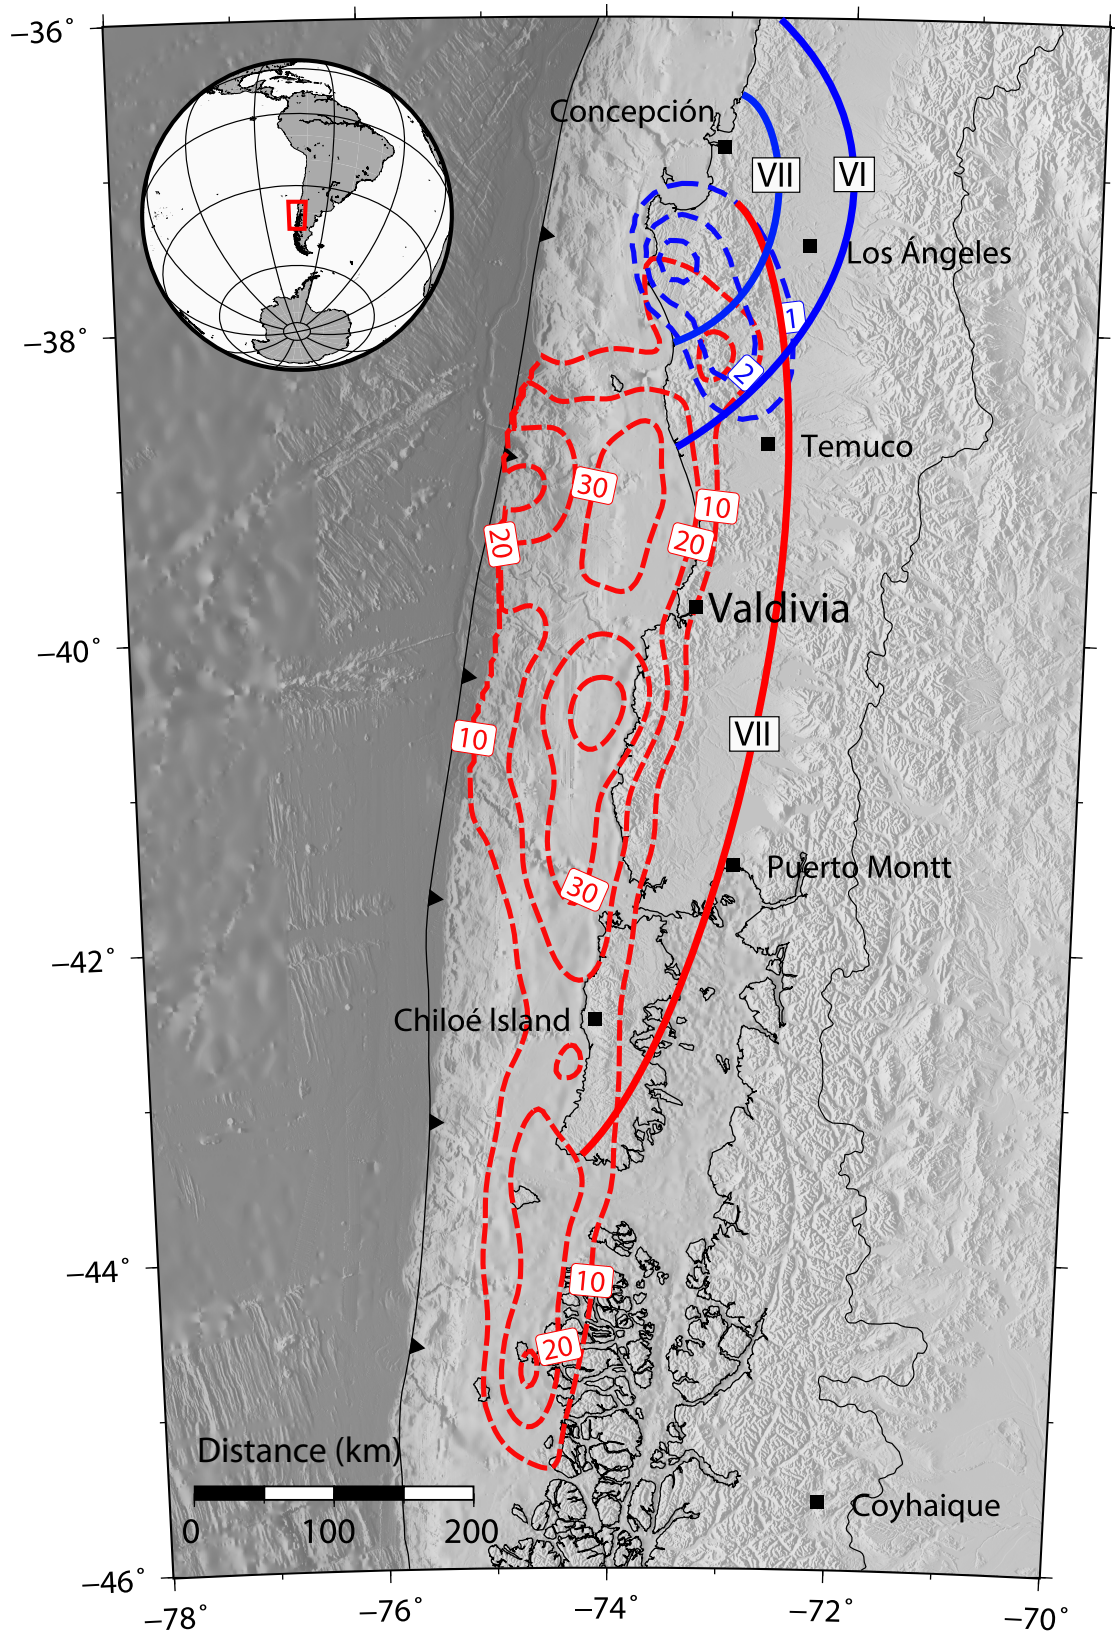 −36°
Concepción
VII
VI
Los Ángeles
1
−38°
2
Temuco
30
10
20
20
Valdivia
−40°
10
VII
Puerto Montt
30
−42°
Chiloé Island
−44°
10
20
Distance (km)
0 100 200
Coyhaique
−46°
−78° −76° −74° −72° −70°